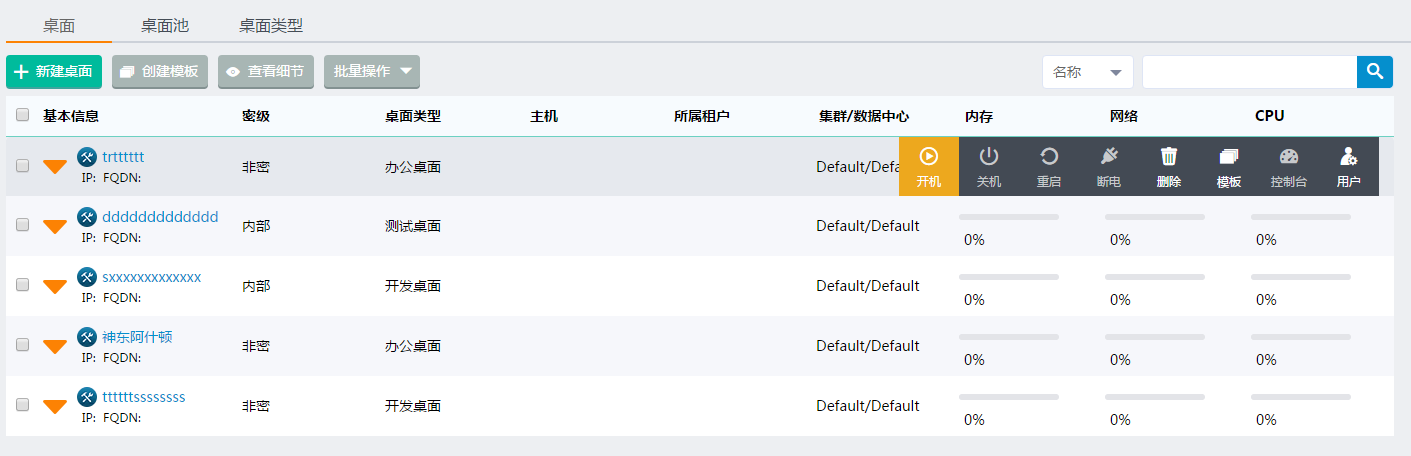 桌面 桌面池 桌面类型
新建桌面 创建模板 查看细节 批量操作 名称
基本信息 密级 桌面类型 主机 所属租户 集群/数据中心 内存 网络 CPU
trtttttt 非密 办公桌面 Default/Defa
IP: FQDN:
开机 关机 重启 断电 删除 模板 控制台 用户
dddddddddddddd 内部 测试桌面 Default/Default
IP: FQDN: 0% 0% 0%
sxxxxxxxxxxxxx 内部 开发桌面 Default/Default
IP: FQDN: 0% 0% 0%
神东阿什顿 非密 办公桌面 Default/Default
IP: FQDN: 0% 0% 0%
ttttttssssssss 非密 开发桌面 Default/Default
IP: FQDN: 0% 0% 0%